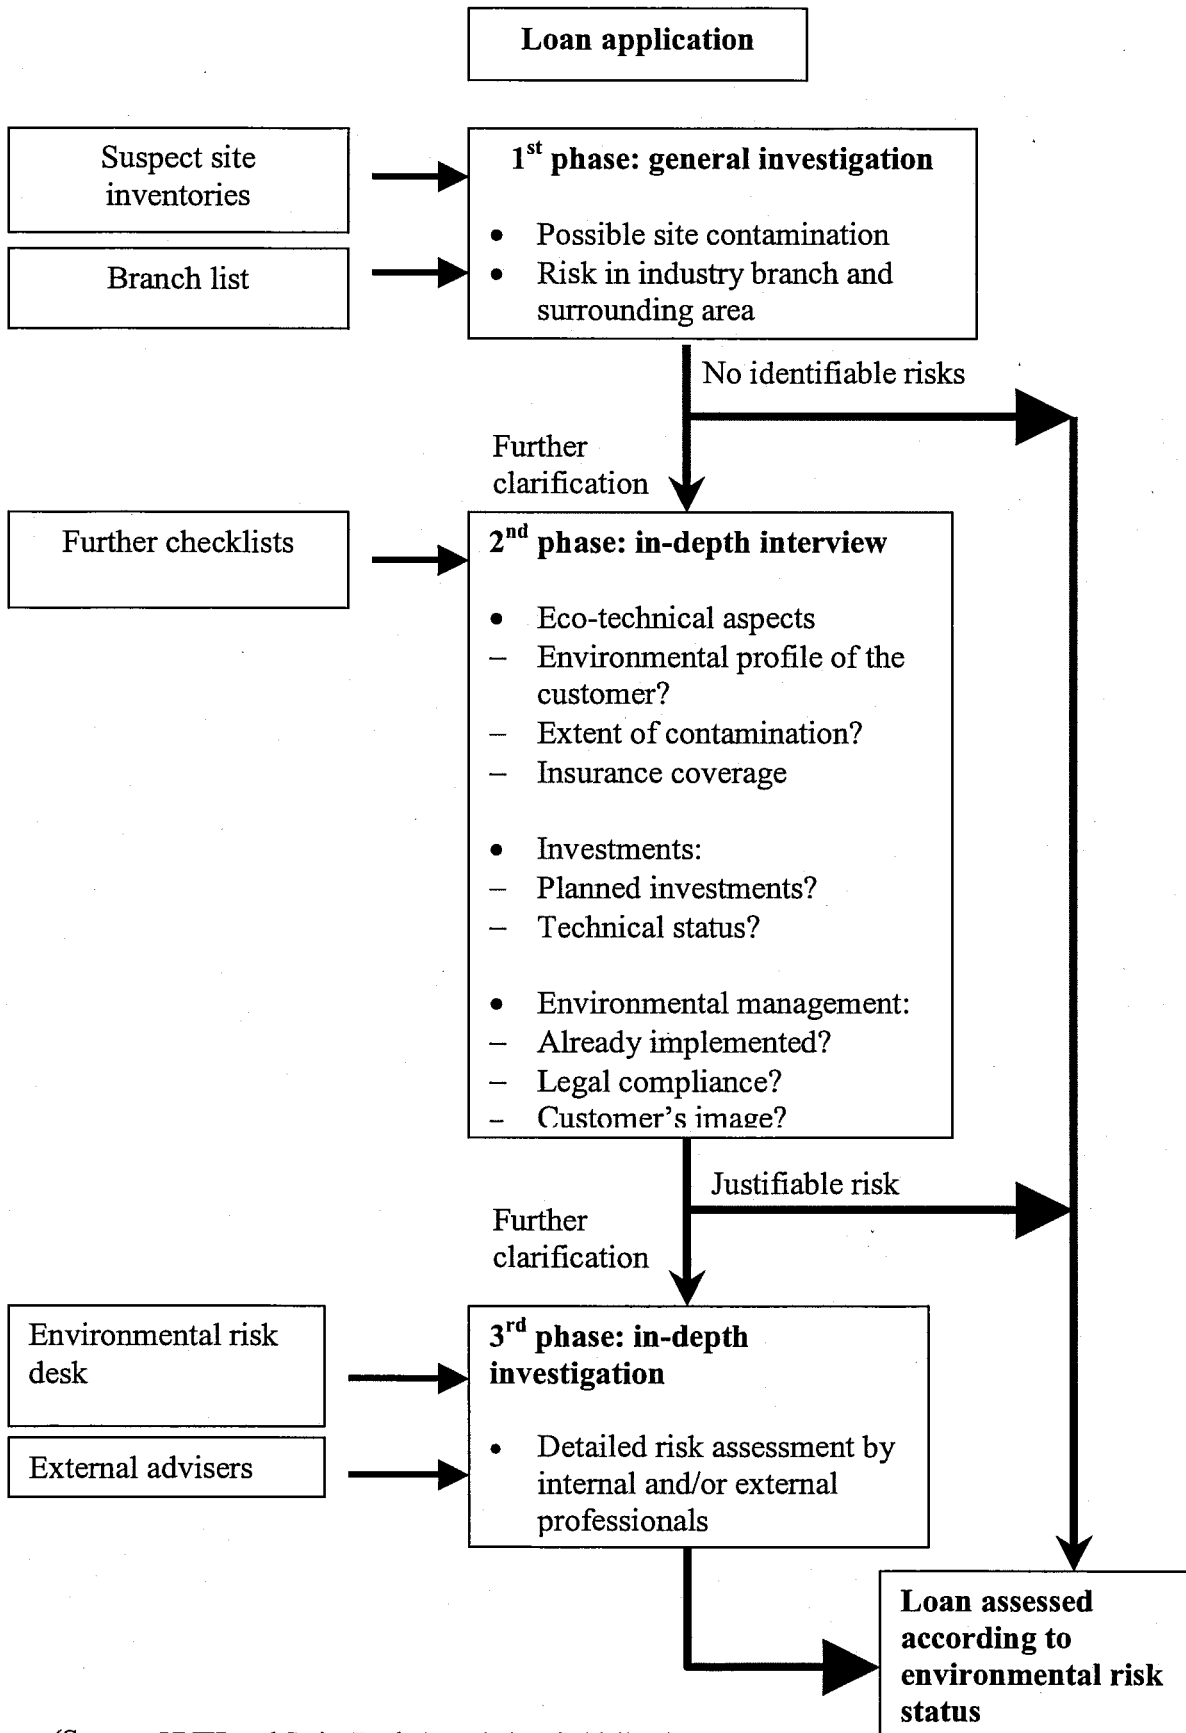 Loan application
Suspect site
inventories
Branch list
1st phase: general investigation
• Possible site contamination
• Risk in industry branch and
surrounding area
No identifiable risks
Further
clarification
Further checklists
2nd phase: in-depth interview
• Eco-technical aspects
– Environmental profile of the
customer?
– Extent of contamination?
– Insurance coverage
• Investments:
– Planned investments?
– Technical status?
• Environmental management:
– Already implemented?
– Legal compliance?
– Customer's image?
Justifiable risk
Further
clarification
Environmental risk
desk
External advisers
3rd phase: in-depth
investigation
• Detailed risk assessment by
internal and/or external
professionals
Loan assessed
according to
environmental risk
status